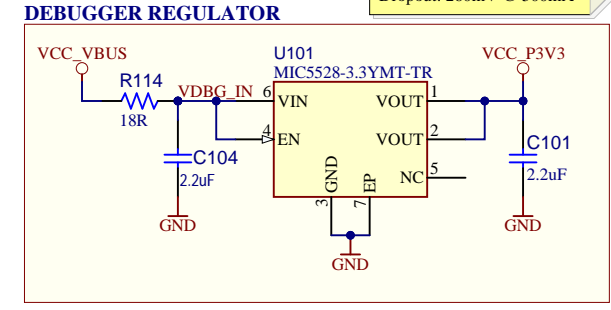 DEBUGGER REGULATOR
VCC_VBUS
R114
18R
VDBG_IN
C104
2.2uF
GND
U101
MIC5528-3.3YMT-TR
6
VIN
4
EN
VOUT
1
VOUT
2
NC
5
GND
3
EP
7
GND
VCC_P3V3
C101
2.2uF
GND